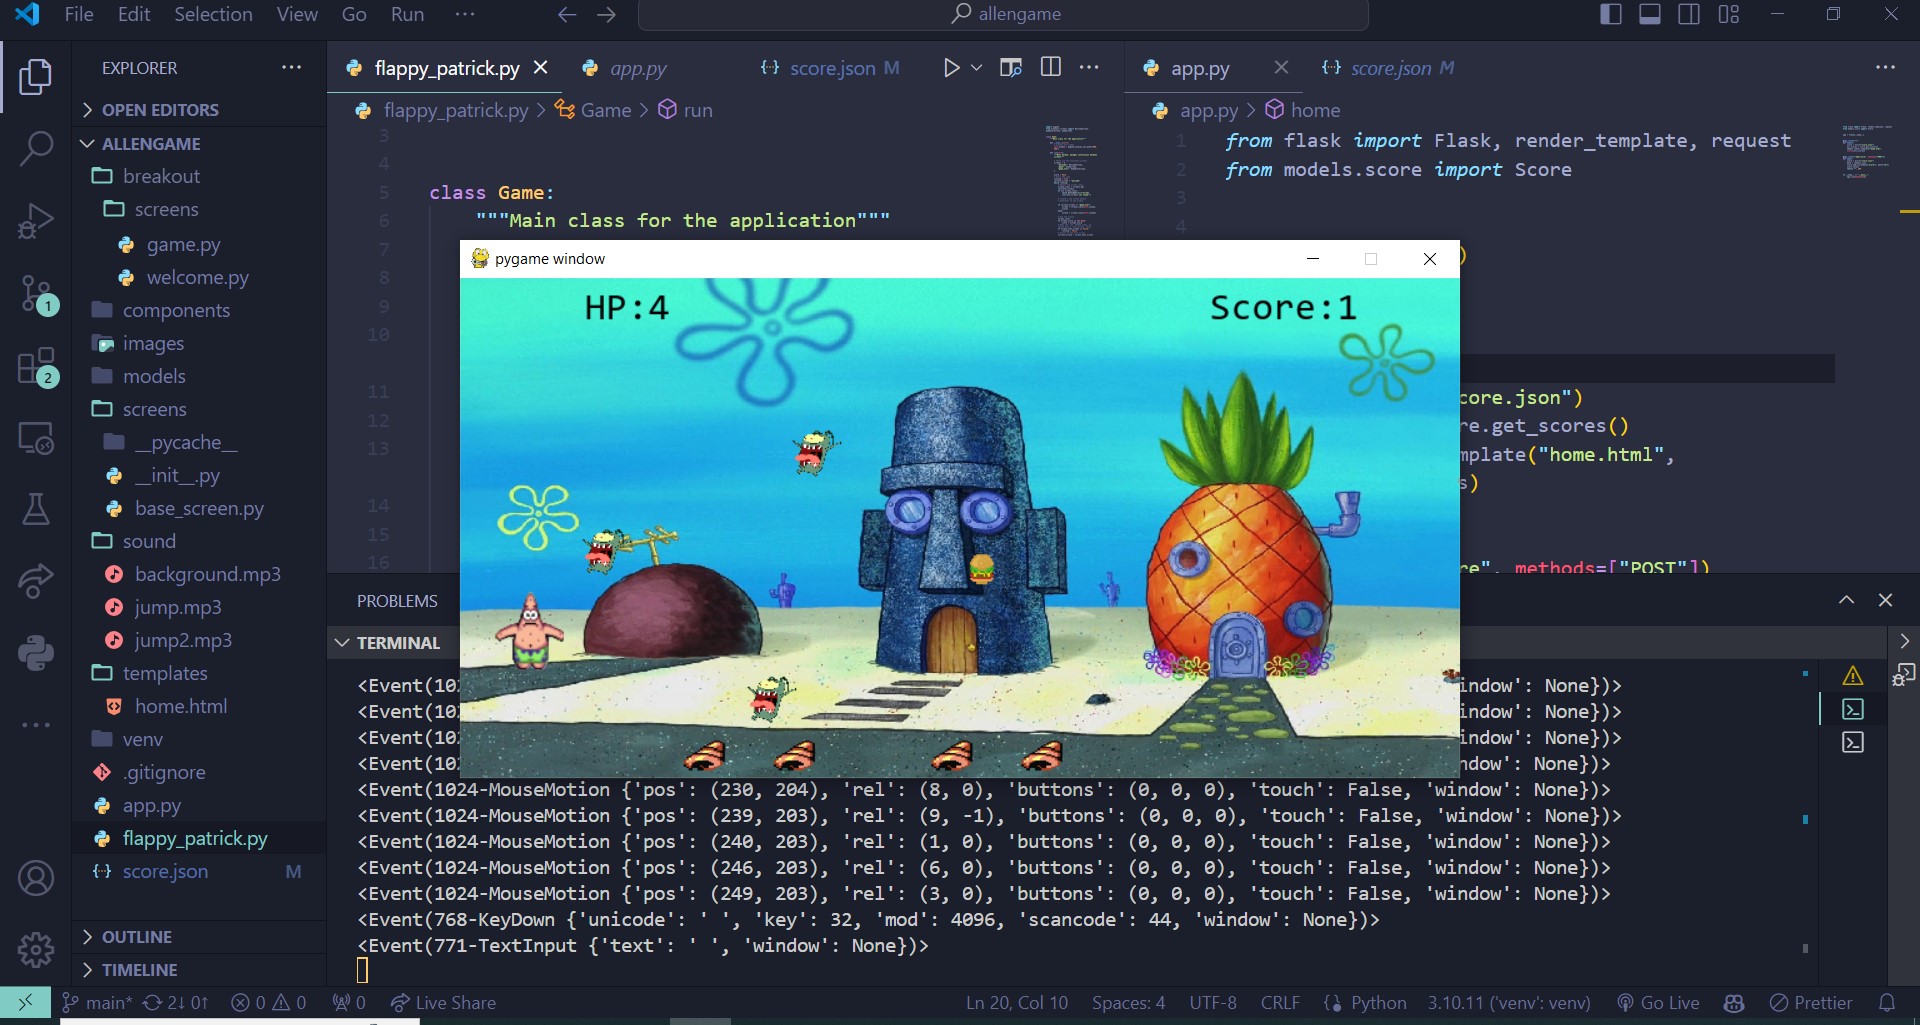 File Edit Selection View Go Run ··· allengame
EXPLORER
OPEN EDITORS
ALLENGAME
breakout
screens
game.py
welcome.py
components
images
models
screens
__pycache__
__init__.py
base_screen.py
sound
background.mp3
jump.mp3
jump2.mp3
templates
home.html
venv
.gitignore
app.py
flappy_patrick.py
score.json M
OUTLINE
TIMELINE
1
2
flappy_patrick.py app.py score.json M
flappy_patrick.py > Game > run
3
5 class Game:
6 """Main class for the application"""
7
8
9
10
11
12
13
14
15
16
app.py score.json M
app.py > home
1 from flask import Flask, render_template, request
2 from models.score import Score
3
4
)
core.json")
re.get_scores()
mplate("home.html",
s)
re", methods=["POST"])
pygame window
HP:4 Score:1
PROBLEMS
TERMINAL
<Event(102 indow': None})>
<Event(102 indow': None})>
<Event(102 indow': None})>
<Event(102 ndow': None})>
<Event(1024-MouseMotion {'pos': (230, 204), 'rel': (8, 0), 'buttons': (0, 0, 0), 'touch': False, 'window': None})>
<Event(1024-MouseMotion {'pos': (239, 203), 'rel': (9, -1), 'buttons': (0, 0, 0), 'touch': False, 'window': None})>
<Event(1024-MouseMotion {'pos': (240, 203), 'rel': (1, 0), 'buttons': (0, 0, 0), 'touch': False, 'window': None})>
<Event(1024-MouseMotion {'pos': (246, 203), 'rel': (6, 0), 'buttons': (0, 0, 0), 'touch': False, 'window': None})>
<Event(1024-MouseMotion {'pos': (249, 203), 'rel': (3, 0), 'buttons': (0, 0, 0), 'touch': False, 'window': None})>
<Event(768-KeyDown {'unicode': ' ', 'key': 32, 'mod': 4096, 'scancode': 44, 'window': None})>
<Event(771-TextInput {'text': ' ', 'window': None})>
main* 2↓ 0↑ 0 0 0 Live Share Ln 20, Col 10 Spaces: 4 UTF-8 CRLF Python 3.10.11 ('venv': venv) Go Live Prettier